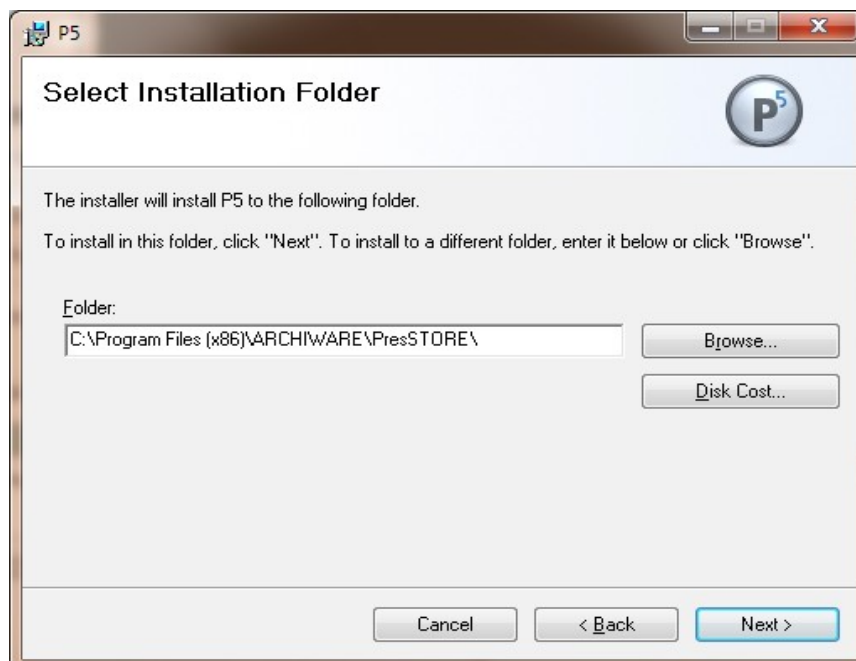 P5
Select Installation Folder
P5
The installer will install P5 to the following folder.
To install in this folder, click "Next". To install to a different folder, enter it below or click "Browse".
Folder:
C:\Program Files (x86)\ARCHIWARE\PresSTORE\
Browse...
Disk Cost...
Cancel
< Back
Next >